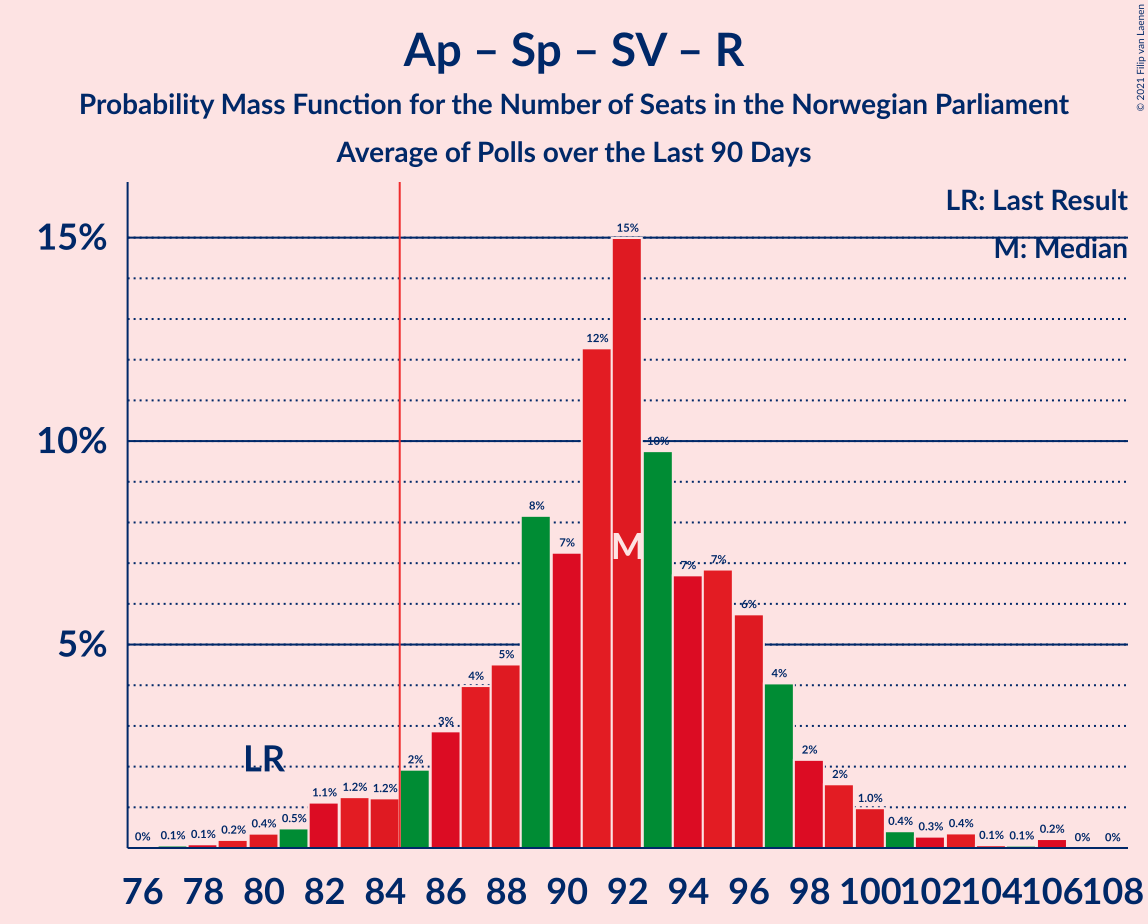 Ap – Sp – SV – R
Probability Mass Function for the Number of Seats in the Norwegian Parliament
Average of Polls over the Last 90 Days
© 2021 Filip van Laenen
LR: Last Result
M: Median
15%
10%
5%
0% 0.1% 0.1% 0.2% 0.4% 0.5% 1.1% 1.2% 1.2% 2% 3% 4% 5% 8% 7% 12% 15% 10% 7% 7% 6% 4% 2% 2% 1.0% 0.4% 0.3% 0.4% 0.1% 0.1% 0.2% 0% 0%
LR
M
76 78 80 82 84 86 88 90 92 94 96 98 100 102 104 106 108